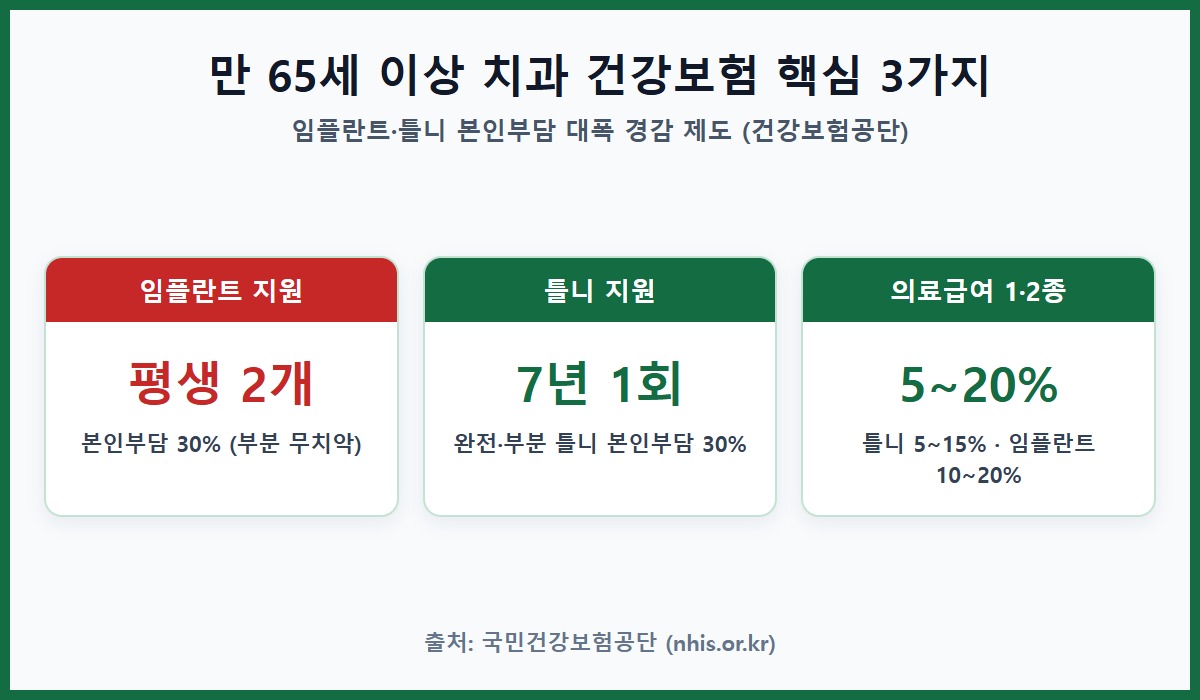 만 65세 이상 치과 건강보험 핵심 3가지
임플란트·틀니 본인부담 대폭 경감 제도 (건강보험공단)
임플란트 지원
평생 2개
본인부담 30% (부분 무치악)
틀니 지원
7년 1회
완전·부분 틀니 본인부담 30%
의료급여 1·2종
5~20%
틀니 5~15% · 임플란트
10~20%
출처: 국민건강보험공단 (nhis.or.kr)